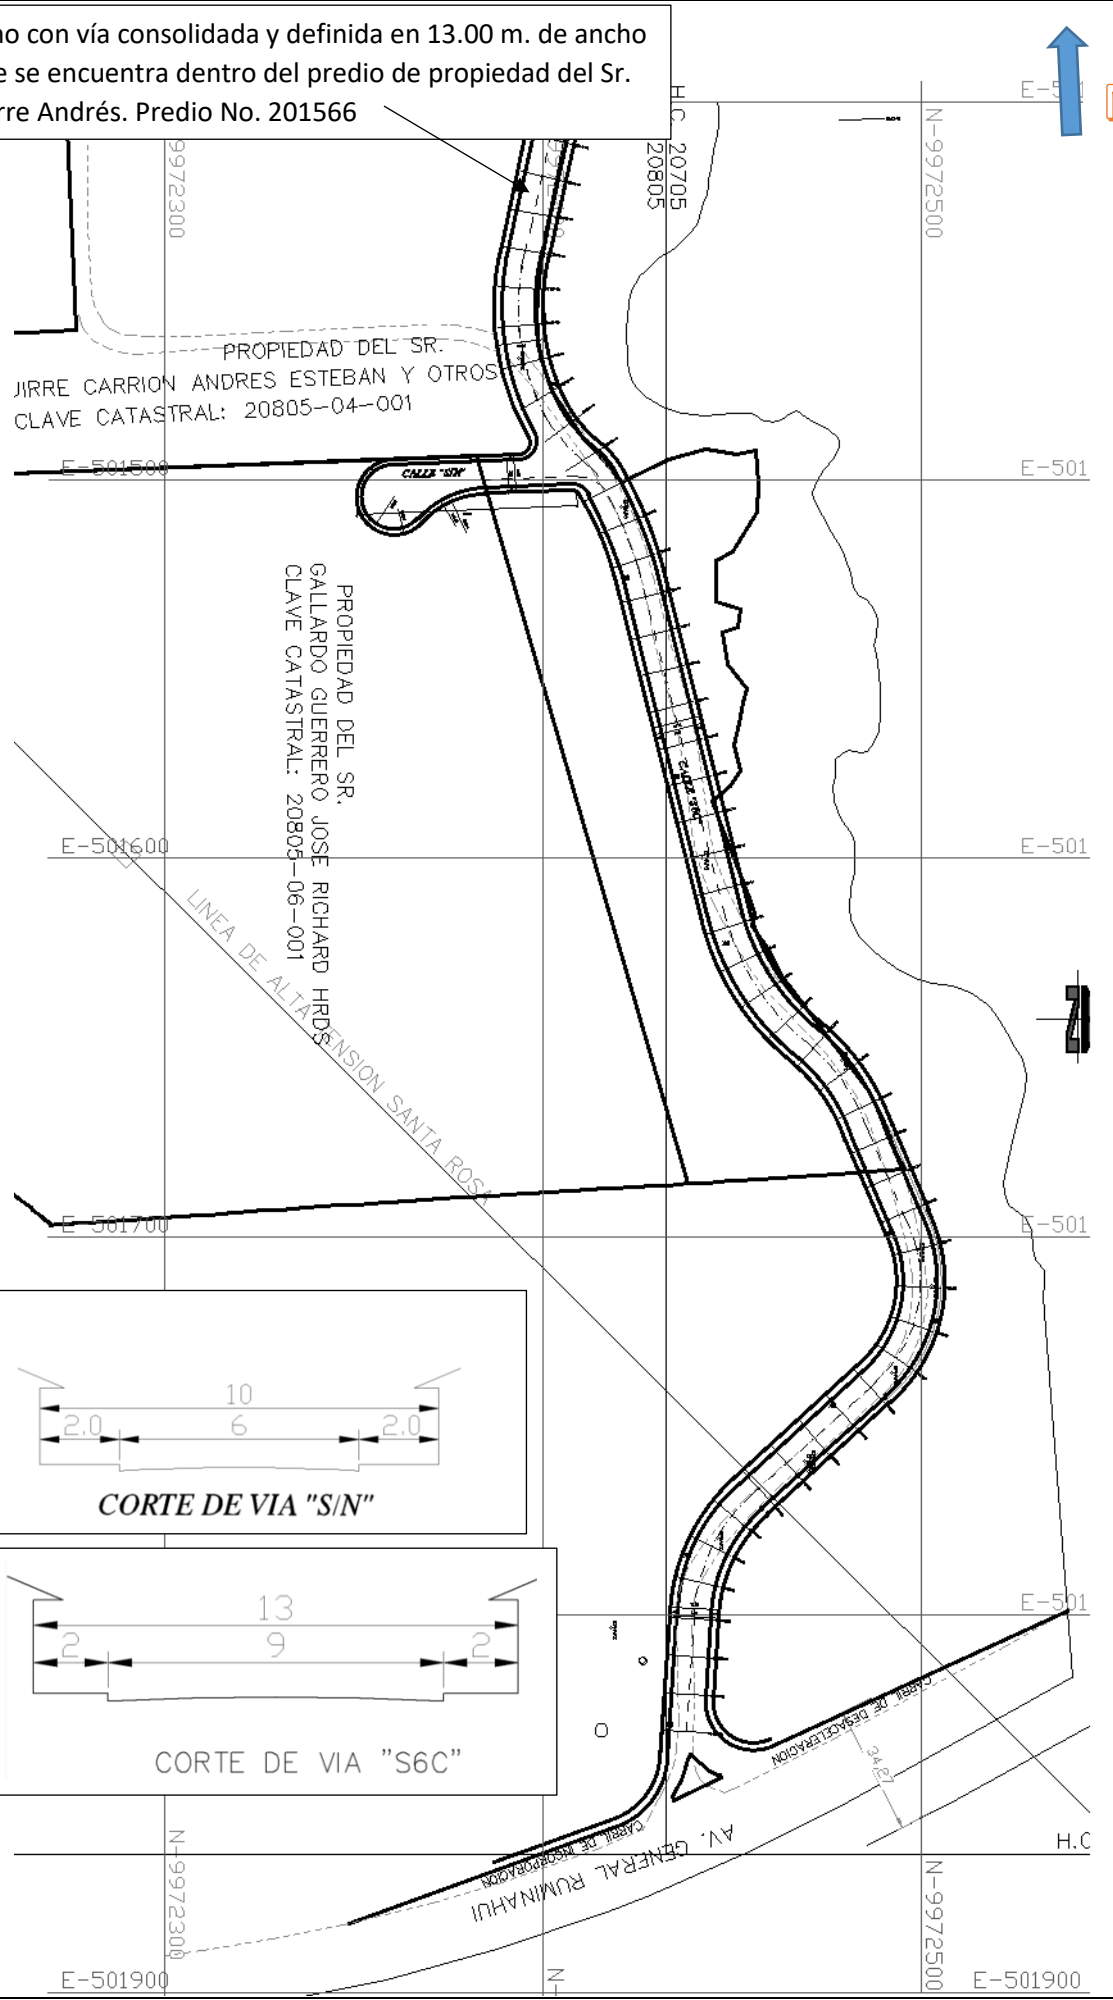 no con vía consolidada y definida en 13.00 m. de ancho
e se encuentra dentro del predio de propiedad del Sr.
rre Andrés. Predio No. 201566
H.C 20705
20805
E-501
N-9972300
N-9972500
PROPIEDAD DEL SR.
JIRRE CARRION ANDRES ESTEBAN Y OTROS
CLAVE CATASTRAL: 20805-04-001
E-501500
CALLE "S/N"
E-501
PROPIEDAD DEL SR.
GALLARDO GUERRERO JOSE RICHARD HRDS
CLAVE CATASTRAL: 20805-06-001
CALLE "S6C"
E-501600
E-501
LINEA DE ALTA TENSION SANTA ROSA
E-501700
E-501
10
2.0 6 2.0
CORTE DE VIA "S/N"
13
2 9 2
CORTE DE VIA "S6C"
E-501
CARRIL DE DESACELERACION
34.27
CARRIL DE INCORPORACION
AV. GENERAL RUMINAHUI
H.C
N-9972300
N-
N-9972500
E-501900
E-501900